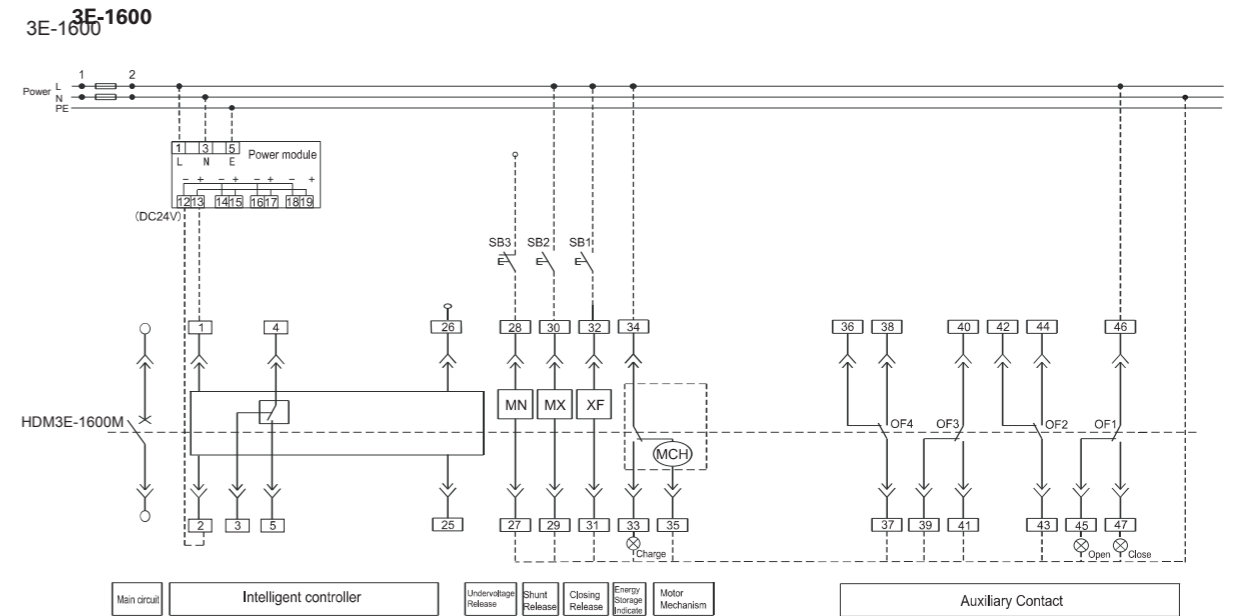 3E-1600
3E-1600
1 2
Power L
N
PE
1 3 5 Power module
L N E
− + − + − + − +
12 13 14 15 16 17 18 19
(DC24V)
SB3 SB2 SB1
1 4 26 28 30 32 34 36 38 40 42 44 46
MN MX XF
HDM3E-1600M
OF4 OF3 OF2 OF1
MCH
2 3 5 25 27 29 31 33 35 37 39 41 43 45 47
Charge Open Close
Main circuit
Intelligent controller
Undervoltage
Release
Shunt
Release
Closing
Release
Energy
Storage
Indicate
Motor
Mechanism
Auxiliary Contact